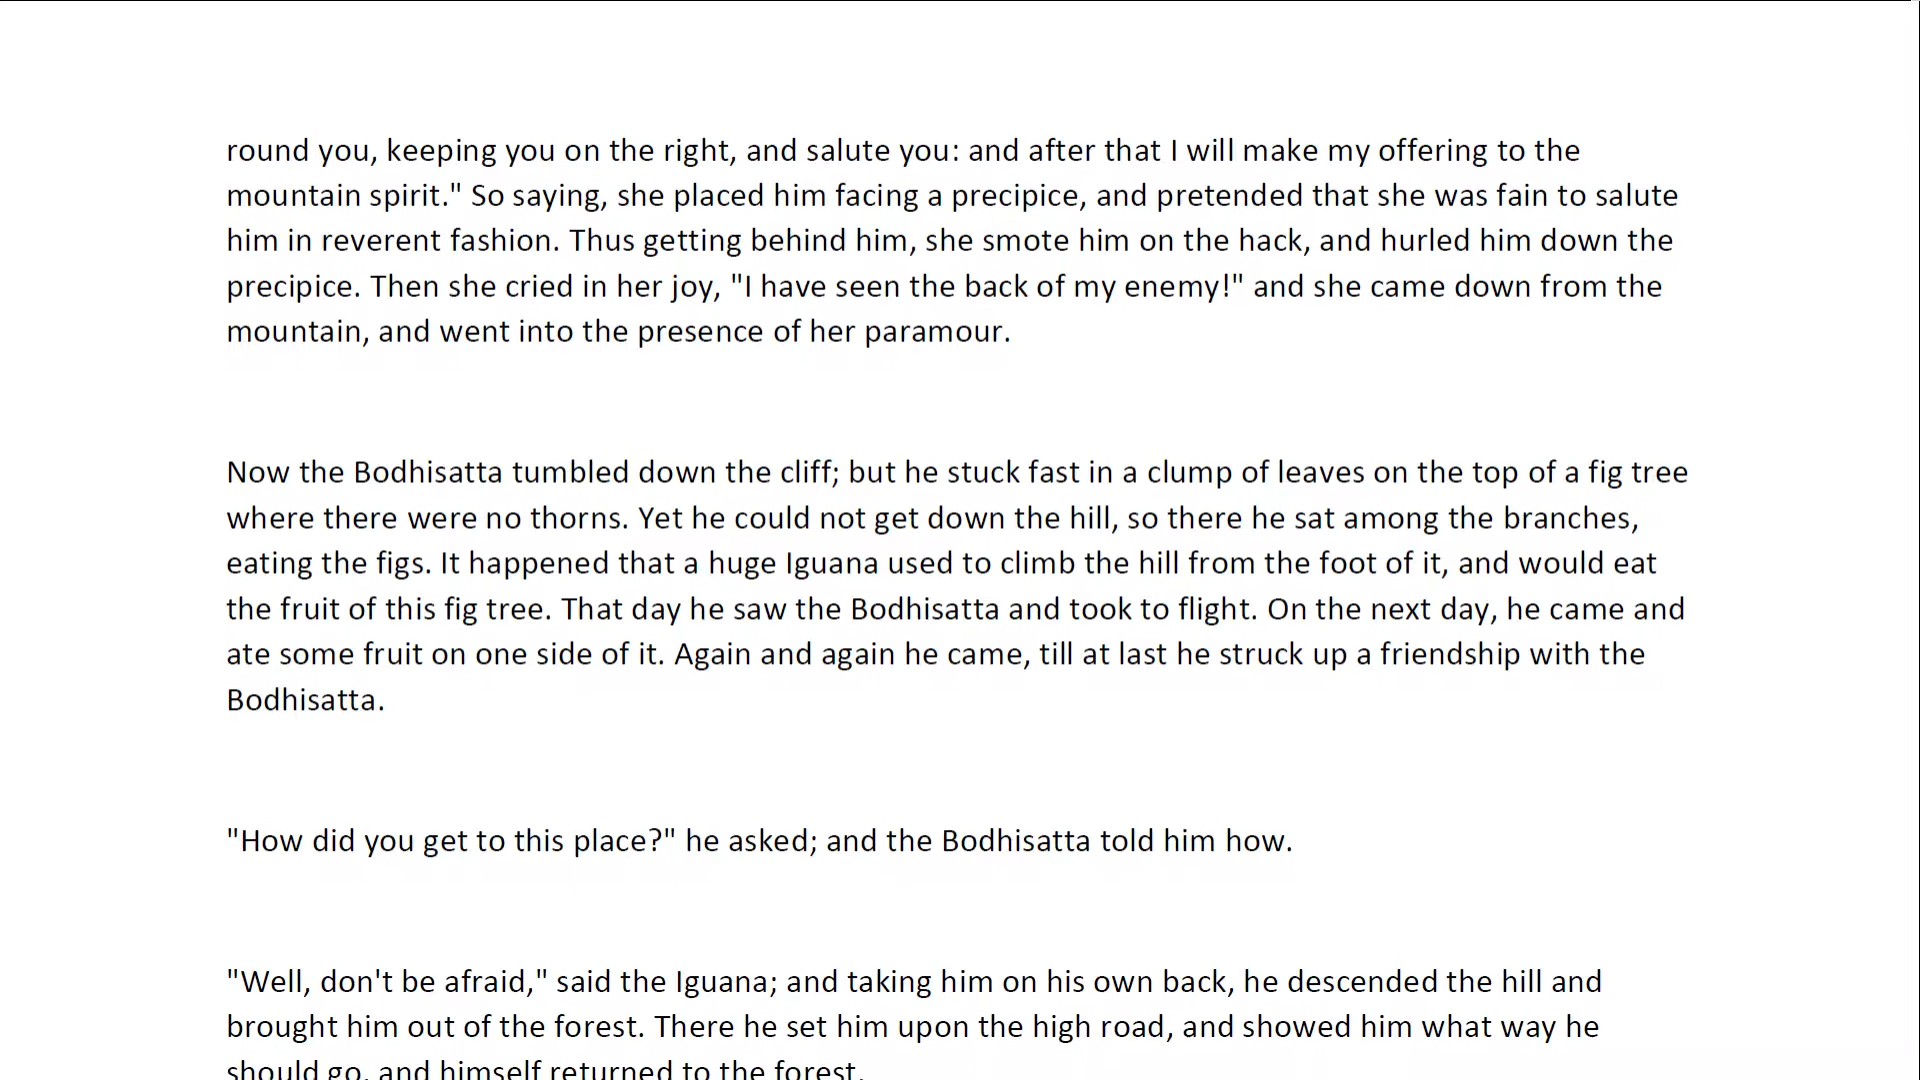 round you, keeping you on the right, and salute you: and after that I will make my offering to the
mountain spirit." So saying, she placed him facing a precipice, and pretended that she was fain to salute
him in reverent fashion. Thus getting behind him, she smote him on the hack, and hurled him down the
precipice. Then she cried in her joy, "I have seen the back of my enemy!" and she came down from the
mountain, and went into the presence of her paramour.
Now the Bodhisatta tumbled down the cliff; but he stuck fast in a clump of leaves on the top of a fig tree
where there were no thorns. Yet he could not get down the hill, so there he sat among the branches,
eating the figs. It happened that a huge Iguana used to climb the hill from the foot of it, and would eat
the fruit of this fig tree. That day he saw the Bodhisatta and took to flight. On the next day, he came and
ate some fruit on one side of it. Again and again he came, till at last he struck up a friendship with the
Bodhisatta.
"How did you get to this place?" he asked; and the Bodhisatta told him how.
"Well, don't be afraid," said the Iguana; and taking him on his own back, he descended the hill and
brought him out of the forest. There he set him upon the high road, and showed him what way he
should go, and himself returned to the forest.